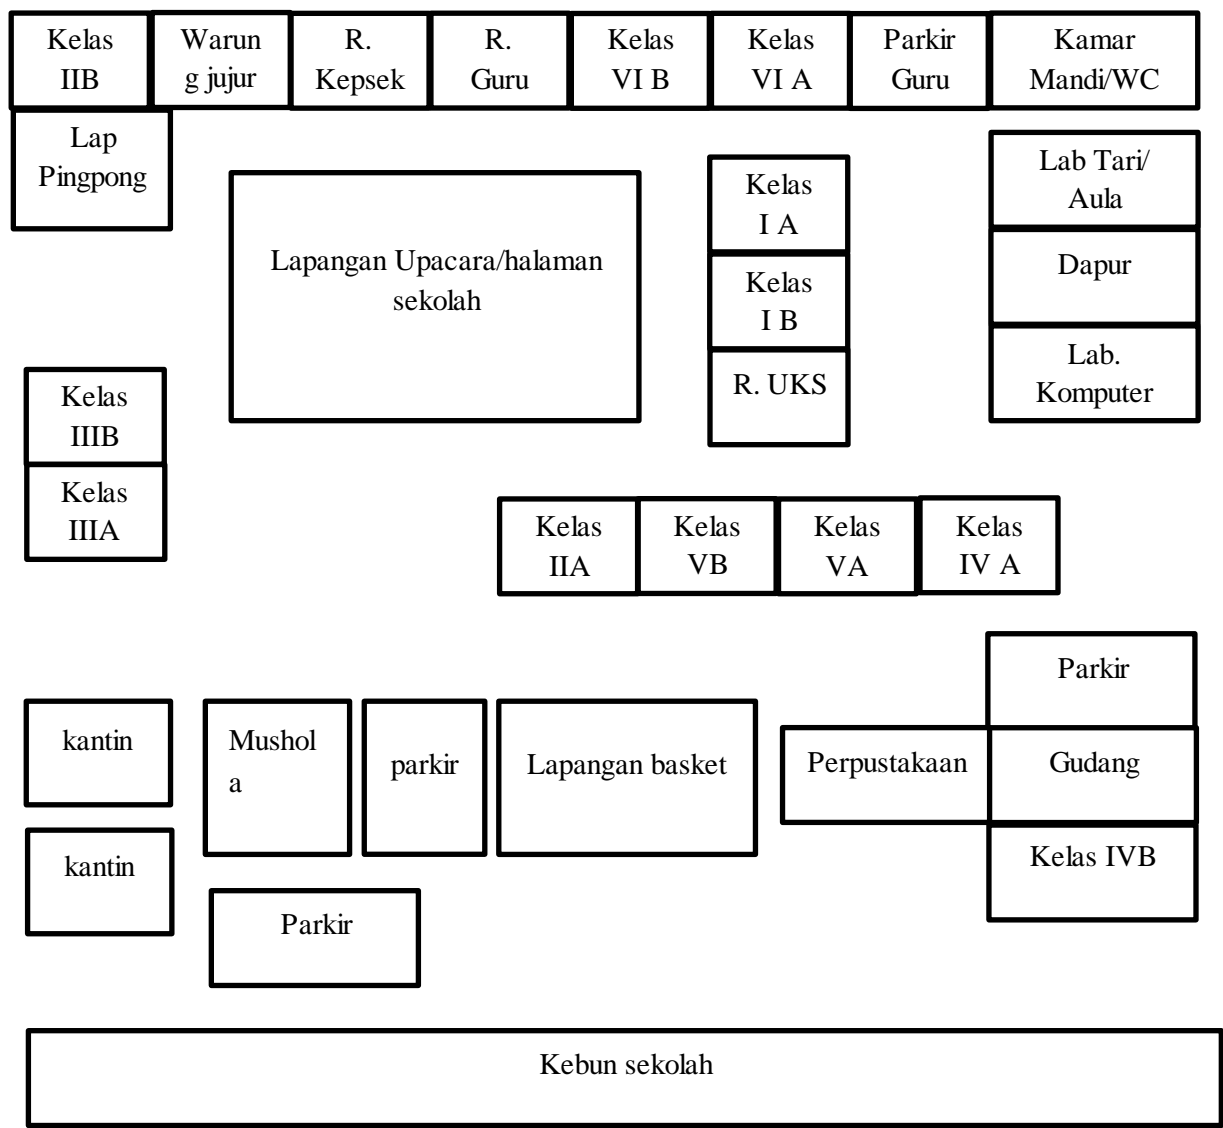 Kelas
IIB
Warun
g jujur
R.
Kepsek
R.
Guru
Kelas
VI B
Kelas
VI A
Parkir
Guru
Kamar
Mandi/WC
Lap
Pingpong
Lapangan Upacara/halaman
sekolah
Kelas
I A
Kelas
I B
R. UKS
Lab Tari/
Aula
Dapur
Lab.
Komputer
Kelas
IIIB
Kelas
IIIA
Kelas
IIA
Kelas
VB
Kelas
VA
Kelas
IV A
Parkir
kantin
Mushol
a
parkir
Lapangan basket
Perpustakaan
Gudang
kantin
Kelas IVB
Parkir
Kebun sekolah